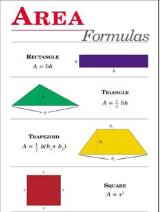 AREA
Formulas
RECTANGLE
A = bh
h
b
TRIANGLE
A = ½ bh
b
TRAPEZOID
A = ½ h(b₁+ b₂)
h
SQUARE
A = s²